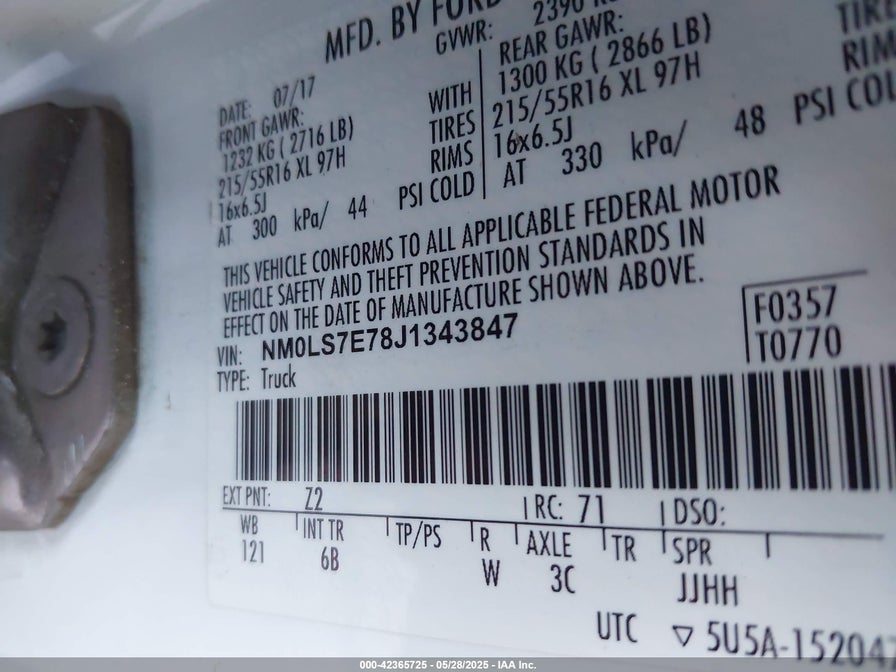 MFD. BY FORD
GVWR: 2390
DATE: 07/17
FRONT GAWR:
1232 KG ( 2716 LB) WITH
215/55R16 XL 97H TIRES
16x6.5J RIMS
AT 300 kPa/ 44 PSI COLD
REAR GAWR:
1300 KG ( 2866 LB)
215/55R16 XL 97H
16x6.5J
AT 330 kPa/ 48 PSI COL
THIS VEHICLE CONFORMS TO ALL APPLICABLE FEDERAL MOTOR
VEHICLE SAFETY AND THEFT PREVENTION STANDARDS IN
EFFECT ON THE DATE OF MANUFACTURE SHOWN ABOVE.
VIN: NM0LS7E78J1343847
TYPE: Truck
F0357
T0770
EXT PNT: Z2 RC: 71 DSO:
WB INT TR TP/PS R AXLE TR SPR
121 6B W 3C JJHH
UTC ▽ 5U5A-15204
000-42365725 - 05/28/2025 - IAA Inc.